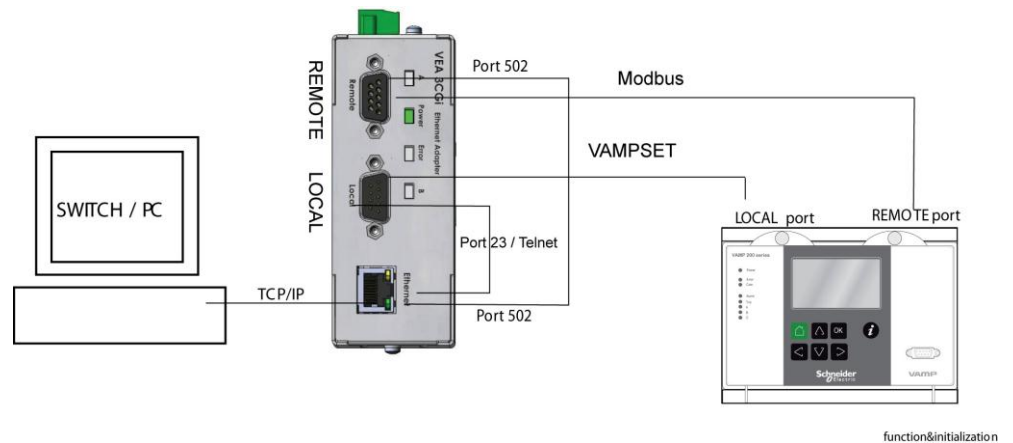 Port 502
Modbus
VAMPSET
REMOTE
LOCAL
VEA 3CGi Ethernet Adapter
Remote
Local
A
Power
Error
B
Ethernet
SWITCH / PC
TCP/IP
Port 23 / Telnet
Port 502
LOCAL port
REMOTE port
VAMP 200 series
OK
i
Schneider
Electric
VAMP
function&initialization